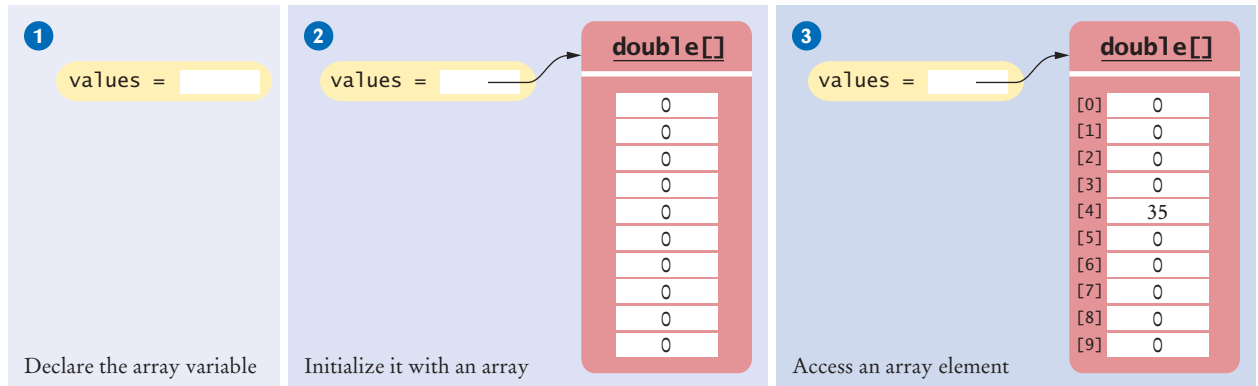 1
values =
Declare the array variable
2
values =
double[]
0
0
0
0
0
0
0
0
0
0
Initialize it with an array
3
values =
double[]
[0] 0
[1] 0
[2] 0
[3] 0
[4] 35
[5] 0
[6] 0
[7] 0
[8] 0
[9] 0
Access an array element